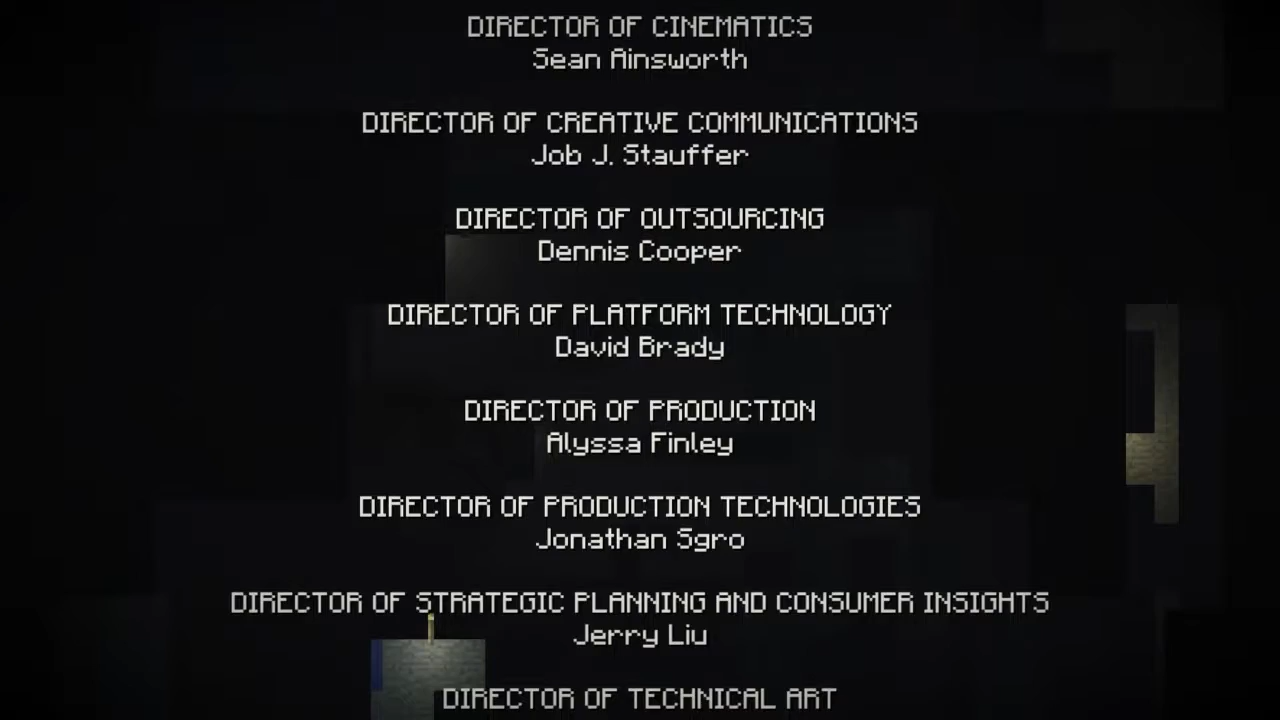 DIRECTOR OF CINEMATICS
Sean Ainsworth
DIRECTOR OF CREATIVE COMMUNICATIONS
Job J. Stauffer
DIRECTOR OF OUTSOURCING
Dennis Cooper
DIRECTOR OF PLATFORM TECHNOLOGY
David Brady
DIRECTOR OF PRODUCTION
Alyssa Finley
DIRECTOR OF PRODUCTION TECHNOLOGIES
Jonathan Sgro
DIRECTOR OF STRATEGIC PLANNING AND CONSUMER INSIGHTS
Jerry Liu
DIRECTOR OF TECHNICAL ART